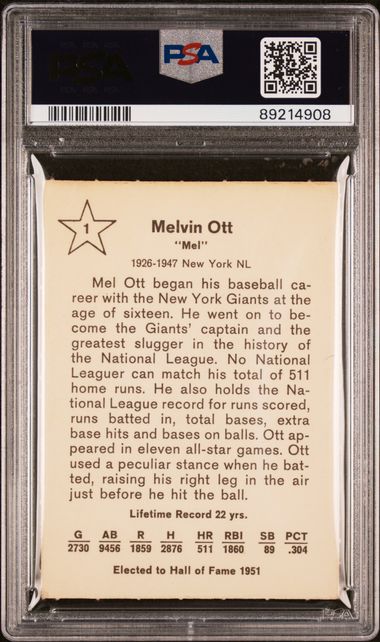 PSA
PSA
89214908
1
Melvin Ott
"Mel"
1926-1947 New York NL
Mel Ott began his baseball ca-
reer with the New York Giants at the
age of sixteen. He went on to be-
come the Giants' captain and the
greatest slugger in the history of
the National League. No National
Leaguer can match his total of 511
home runs. He also holds the Na-
tional League record for runs scored,
runs batted in, total bases, extra
base hits and bases on balls. Ott ap-
peared in eleven all-star games. Ott
used a peculiar stance when he bat-
ted, raising his right leg in the air
just before he hit the ball.
Lifetime Record 22 yrs.
G AB R H HR RBI SB PCT
2730 9456 1859 2876 511 1860 89 .304
Elected to Hall of Fame 1951